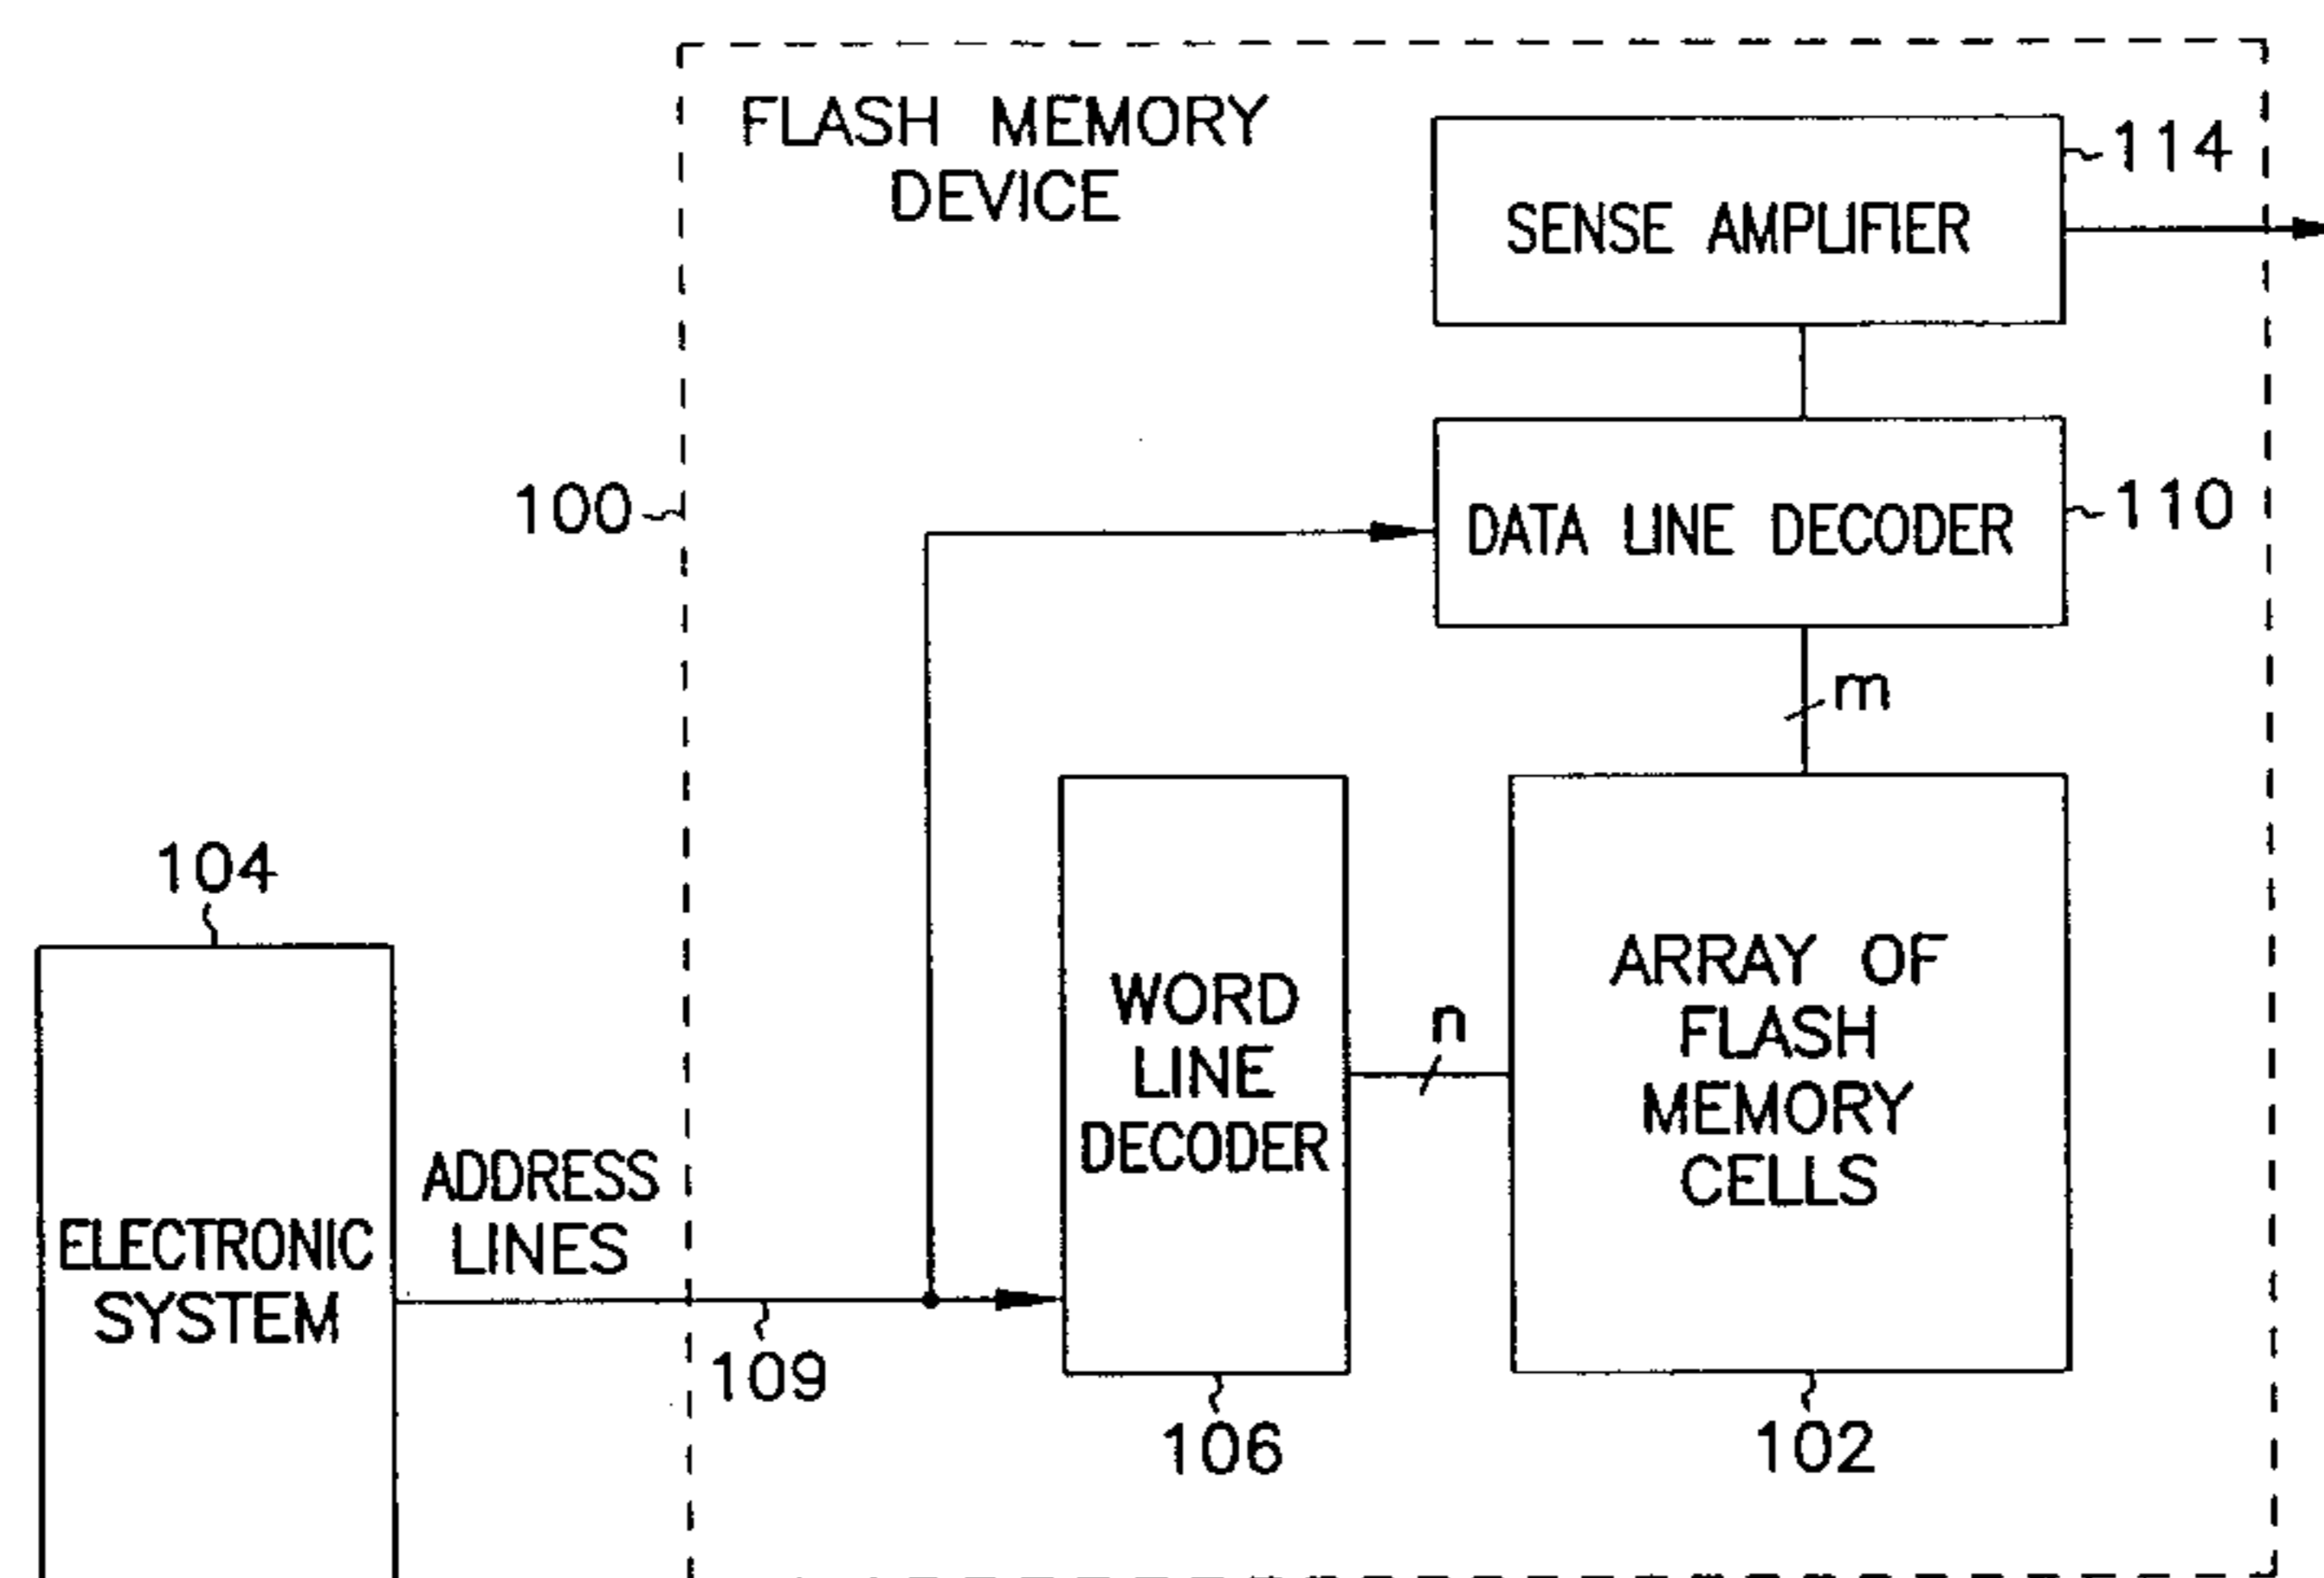 FLASH MEMORY
DEVICE
114
SENSE AMPLIFIER
100
DATA LINE DECODER
110
m
104
WORD
LINE
DECODER
n
ARRAY OF
FLASH
MEMORY
CELLS
ADDRESS
LINES
ELECTRONIC
SYSTEM
109
106
102